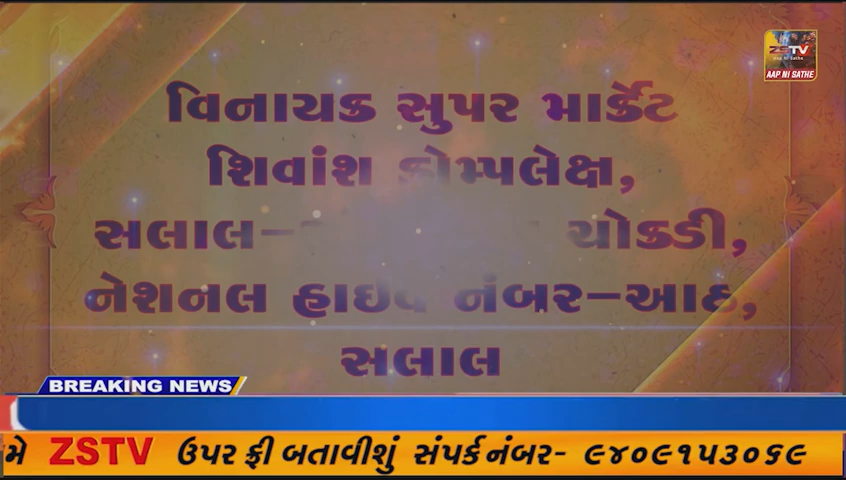 ZSTV
AAP NI SATHE
વિનાયક સુપર માર્કેટ
શિવાંશ કોમ્પલેક્ષ,
સલાલ- ચોકડી,
નેશનલ હાઇવે નંબર-આઠ,
સલાલ
BREAKING NEWS
મે ZSTV ઉપર ફ્રી બતાવીશું સંપર્ક નંબર- ૯૪૦૯૧૫૩૦૬૯